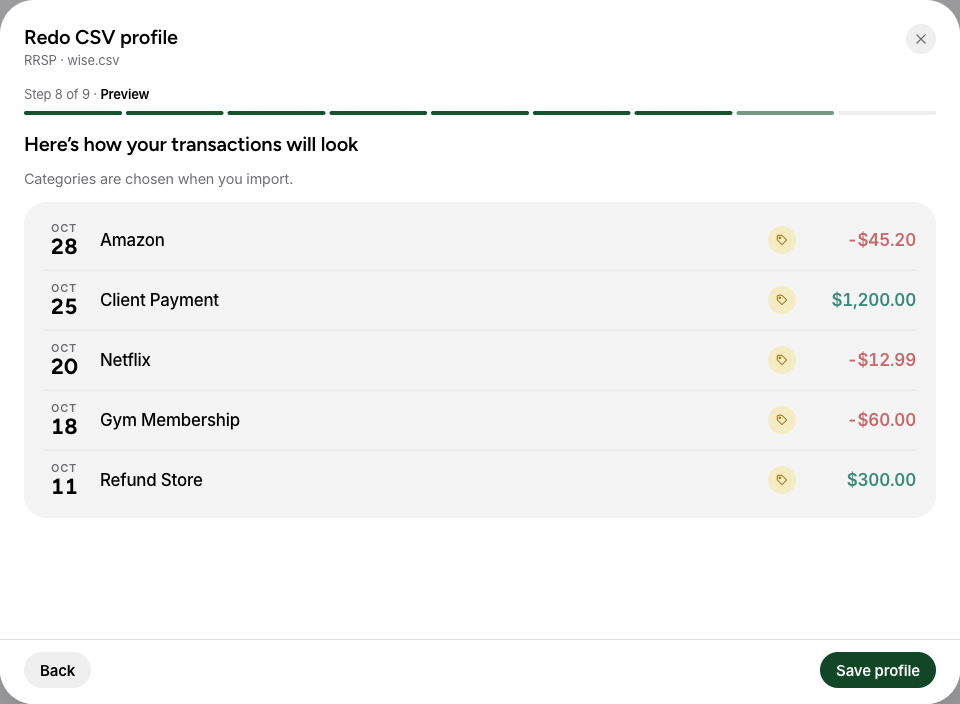 Redo CSV profile
RRSP · wise.csv
Step 8 of 9 · Preview
Here's how your transactions will look
Categories are chosen when you import.
OCT
28
Amazon
-$45.20
OCT
25
Client Payment
$1,200.00
OCT
20
Netflix
-$12.99
OCT
18
Gym Membership
-$60.00
OCT
11
Refund Store
$300.00
Back
Save profile